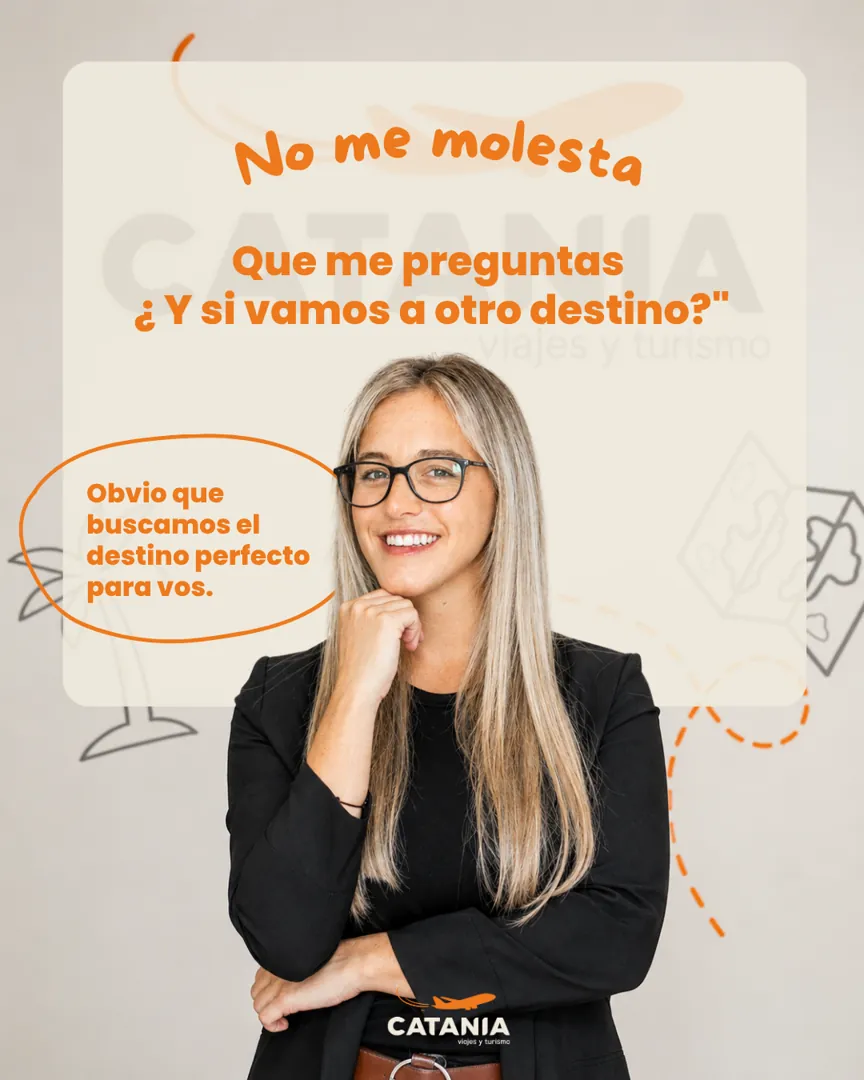 No me molesta
CATANIA
Que me preguntas
¿ Y si vamos a otro destino?"
viajes y turismo
Obvio que
buscamos el
destino perfecto
para vos.
CATANIA
viajes y turismo